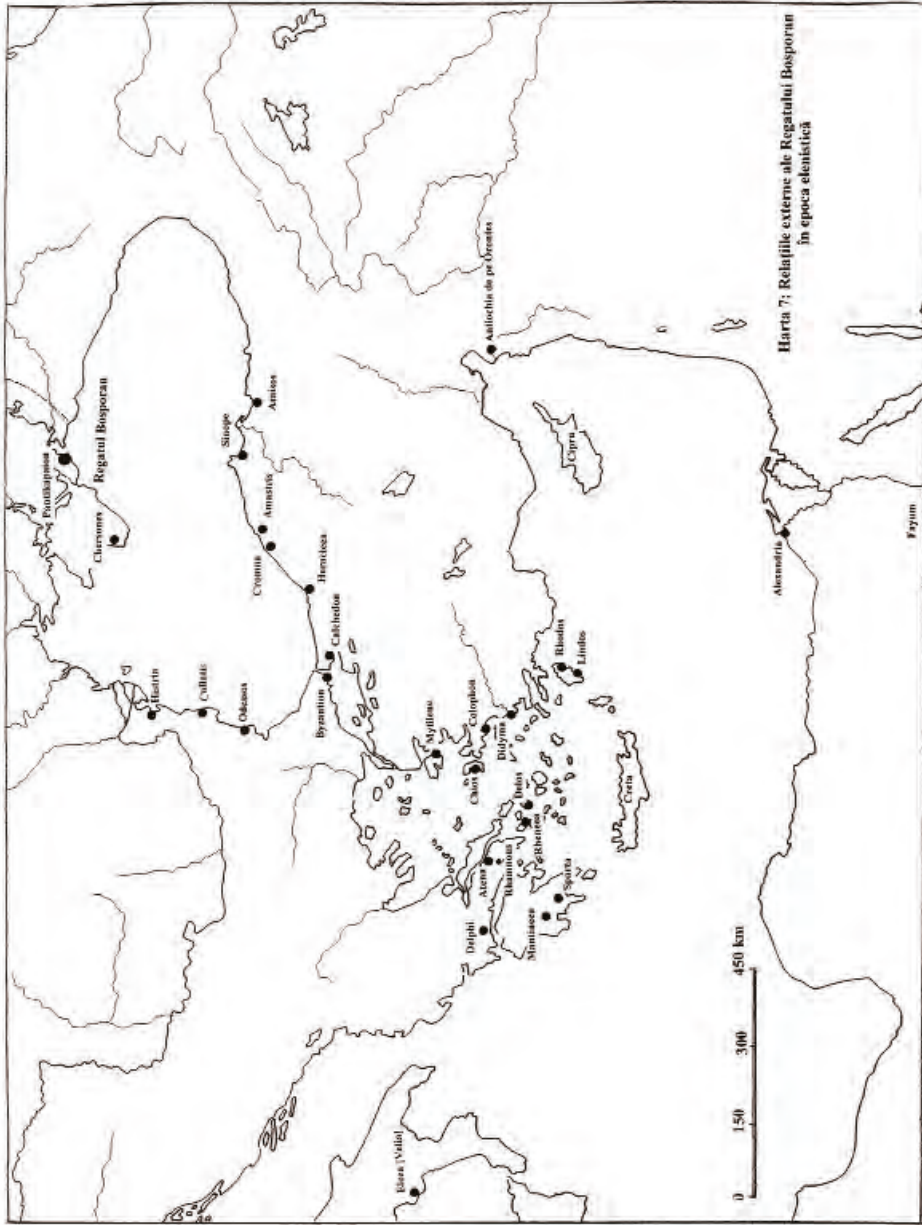 Harta 7: Relațiile externe ale Regatului Bosporan
în epoca elenistică
Pantikapaion
Regatul Bosporan
Chersones
Histria
Callatis
Odessos
Sinope
Amisos
Amastris
Cromna
Heracleea
Calchedon
Byzantion
Mytilene
Colophon
Chios
Didyma
Delos
Rheneea
Atena
Rhamnous
Delphi
Sparta
Rhodos
Lindos
Creta
Cipru
Antiochia de pe Orontes
Alexandria
Fayum
Eleea
0 150 300 450 km